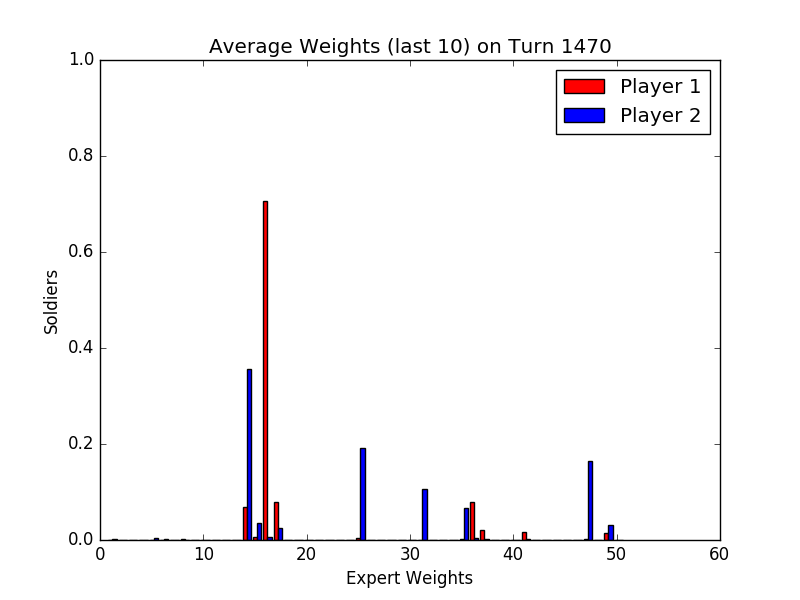 Average Weights (last 10) on Turn 1470
1.0
0.8
0.6
0.4
0.2
0.0
Soldiers
Player 1
Player 2
0 10 20 30 40 50 60
Expert Weights